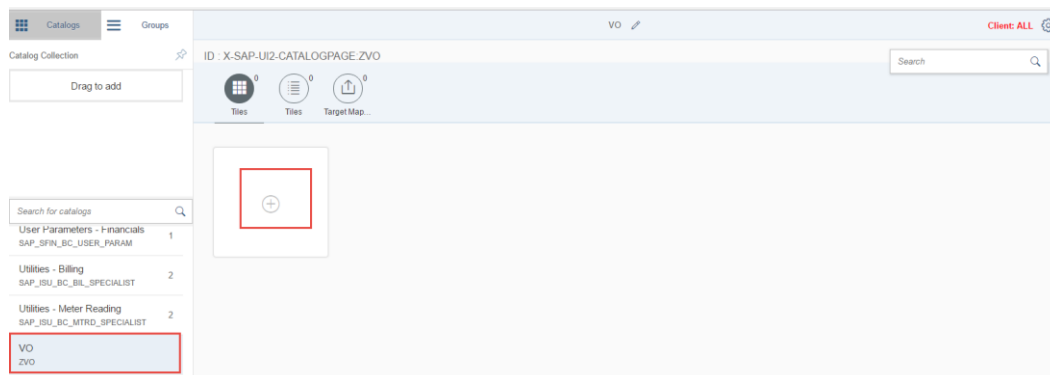 Catalogs
Groups
VO
Client: ALL
Catalog Collection
ID : X-SAP-UI2-CATALOGPAGE:ZVO
Search
Drag to add
0
0
0
Tiles
Tiles
Target Map...
Search for catalogs
User Parameters - Financials
1
SAP_SFIN_BC_USER_PARAM
Utilities - Billing
2
SAP_ISU_BC_BIL_SPECIALIST
Utilities - Meter Reading
2
SAP_ISU_BC_MTRD_SPECIALIST
VO
ZVO